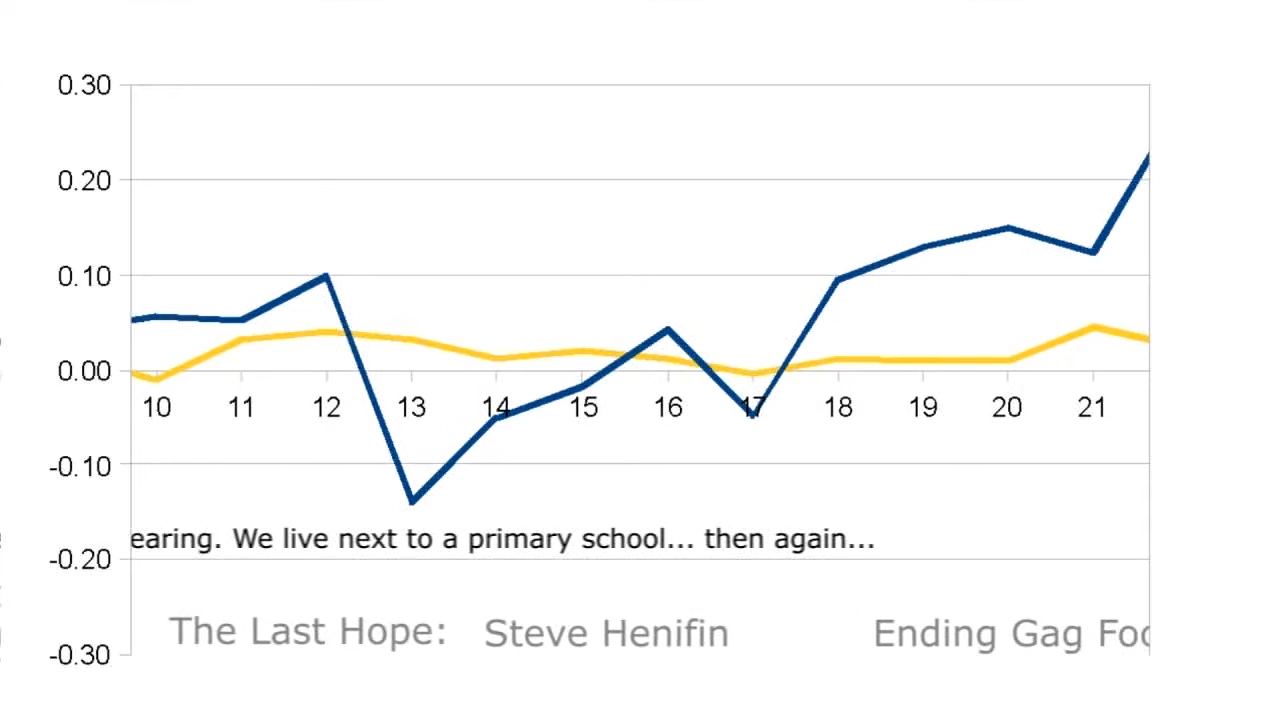 0.30
0.20
0.10
0.00
10 11 12 13 14 15 16 17 18 19 20 21
-0.10
earing. We live next to a primary school... then again...
-0.20
The Last Hope: Steve Henifin Ending Gag Foo
-0.30